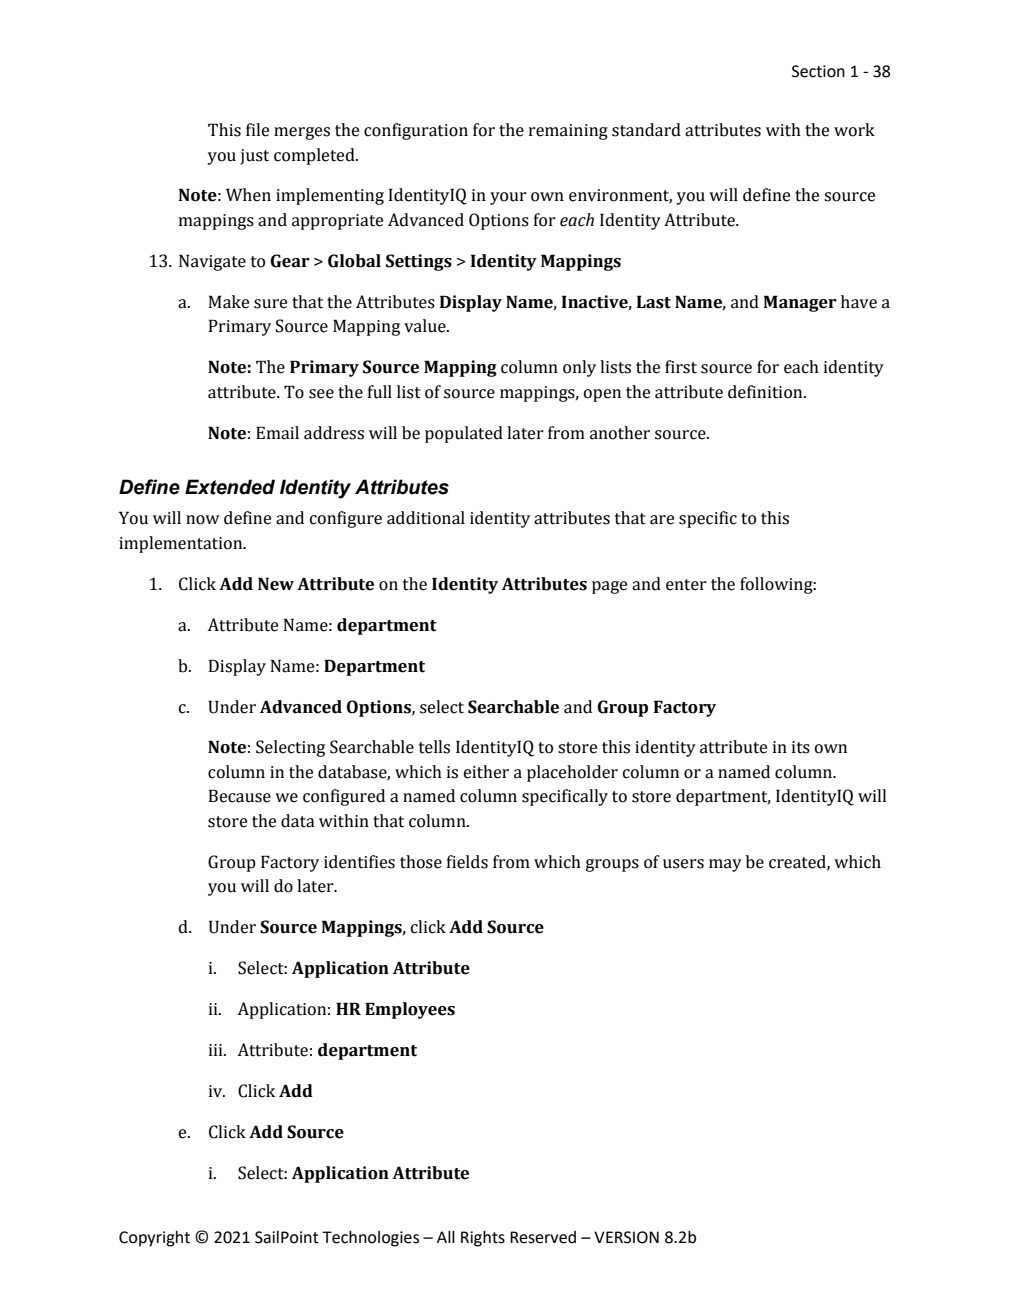 Section 1 - 38
This file merges the configuration for the remaining standard attributes with the work
you just completed.
Note: When implementing IdentityIQ in your own environment, you will define the source
mappings and appropriate Advanced Options for each Identity Attribute.
13. Navigate to Gear > Global Settings > Identity Mappings
a. Make sure that the Attributes Display Name, Inactive, Last Name, and Manager have a
Primary Source Mapping value.
Note: The Primary Source Mapping column only lists the first source for each identity
attribute. To see the full list of source mappings, open the attribute definition.
Note: Email address will be populated later from another source.
Define Extended Identity Attributes
You will now define and configure additional identity attributes that are specific to this
implementation.
1. Click Add New Attribute on the Identity Attributes page and enter the following:
a. Attribute Name: department
b. Display Name: Department
c. Under Advanced Options, select Searchable and Group Factory
Note: Selecting Searchable tells IdentityIQ to store this identity attribute in its own
column in the database, which is either a placeholder column or a named column.
Because we configured a named column specifically to store department, IdentityIQ will
store the data within that column.
Group Factory identifies those fields from which groups of users may be created, which
you will do later.
d. Under Source Mappings, click Add Source
i. Select: Application Attribute
ii. Application: HR Employees
iii. Attribute: department
iv. Click Add
e. Click Add Source
i. Select: Application Attribute
Copyright © 2021 SailPoint Technologies – All Rights Reserved – VERSION 8.2b